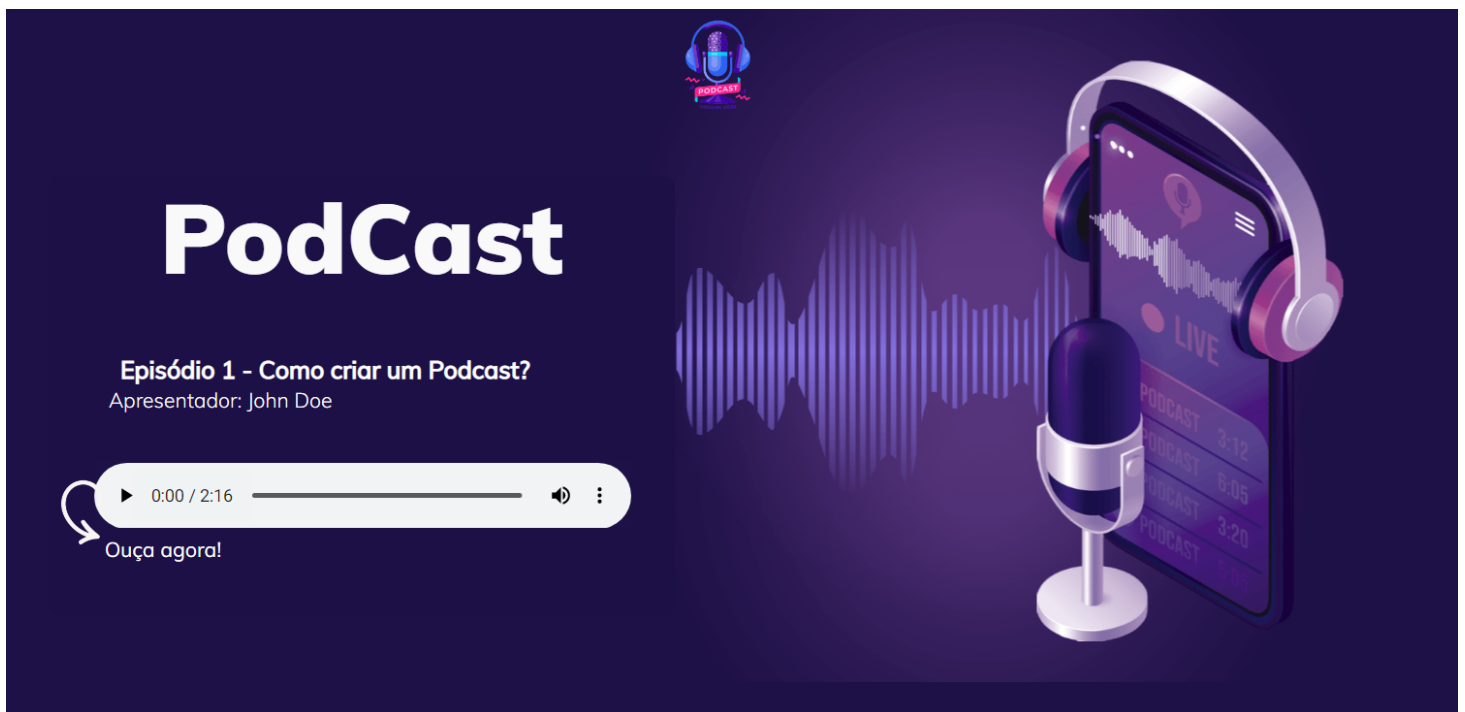 PODCAST
PodCast
Episódio 1 - Como criar um Podcast?
Apresentador: John Doe
0:00 / 2:16
Ouça agora!
LIVE
PODCAST 3:12
PODCAST 6:05
PODCAST 3:20
PODCAST